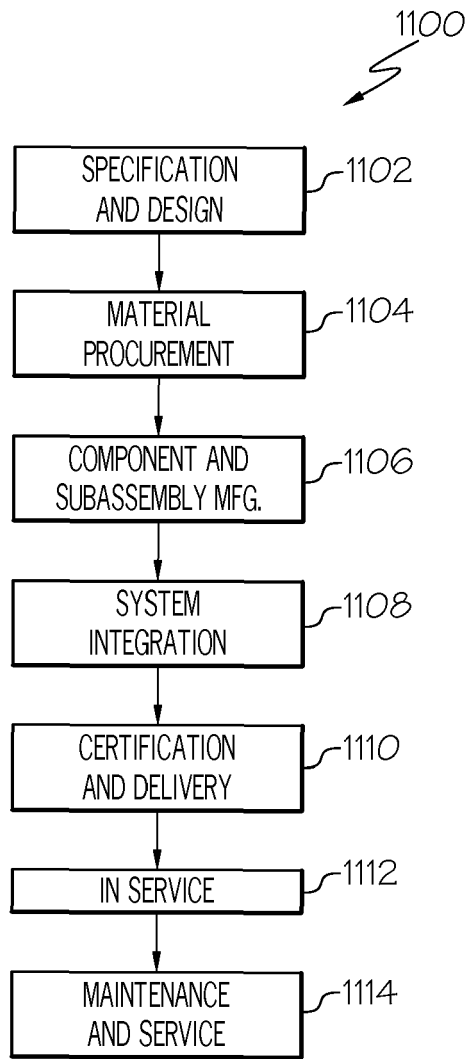 1100
SPECIFICATION
AND DESIGN
1102
MATERIAL
PROCUREMENT
1104
COMPONENT AND
SUBASSEMBLY MFG.
1106
SYSTEM
INTEGRATION
1108
CERTIFICATION
AND DELIVERY
1110
IN SERVICE
1112
MAINTENANCE
AND SERVICE
1114